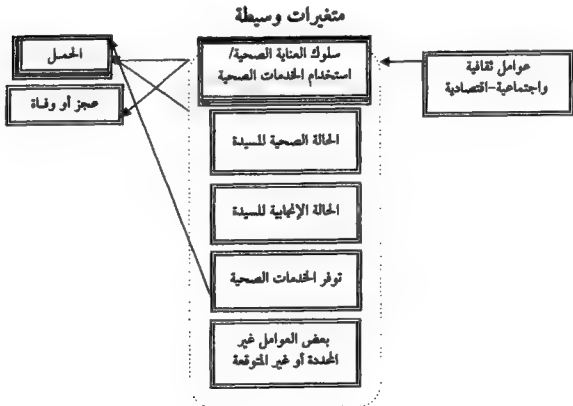 متغيرات وسيطة
عوامل ثقافية
واجتماعية-اقتصادية
سلوك العناية الصحية/
استخدام الخدمات الصحية
الحالة الصحية للسيدة
الحالة الإنجابية للسيدة
توفر الخدمات الصحية
بعض العوامل غير
المحددة أو غير المتوقعة
الحمل
عجز أو وفاة